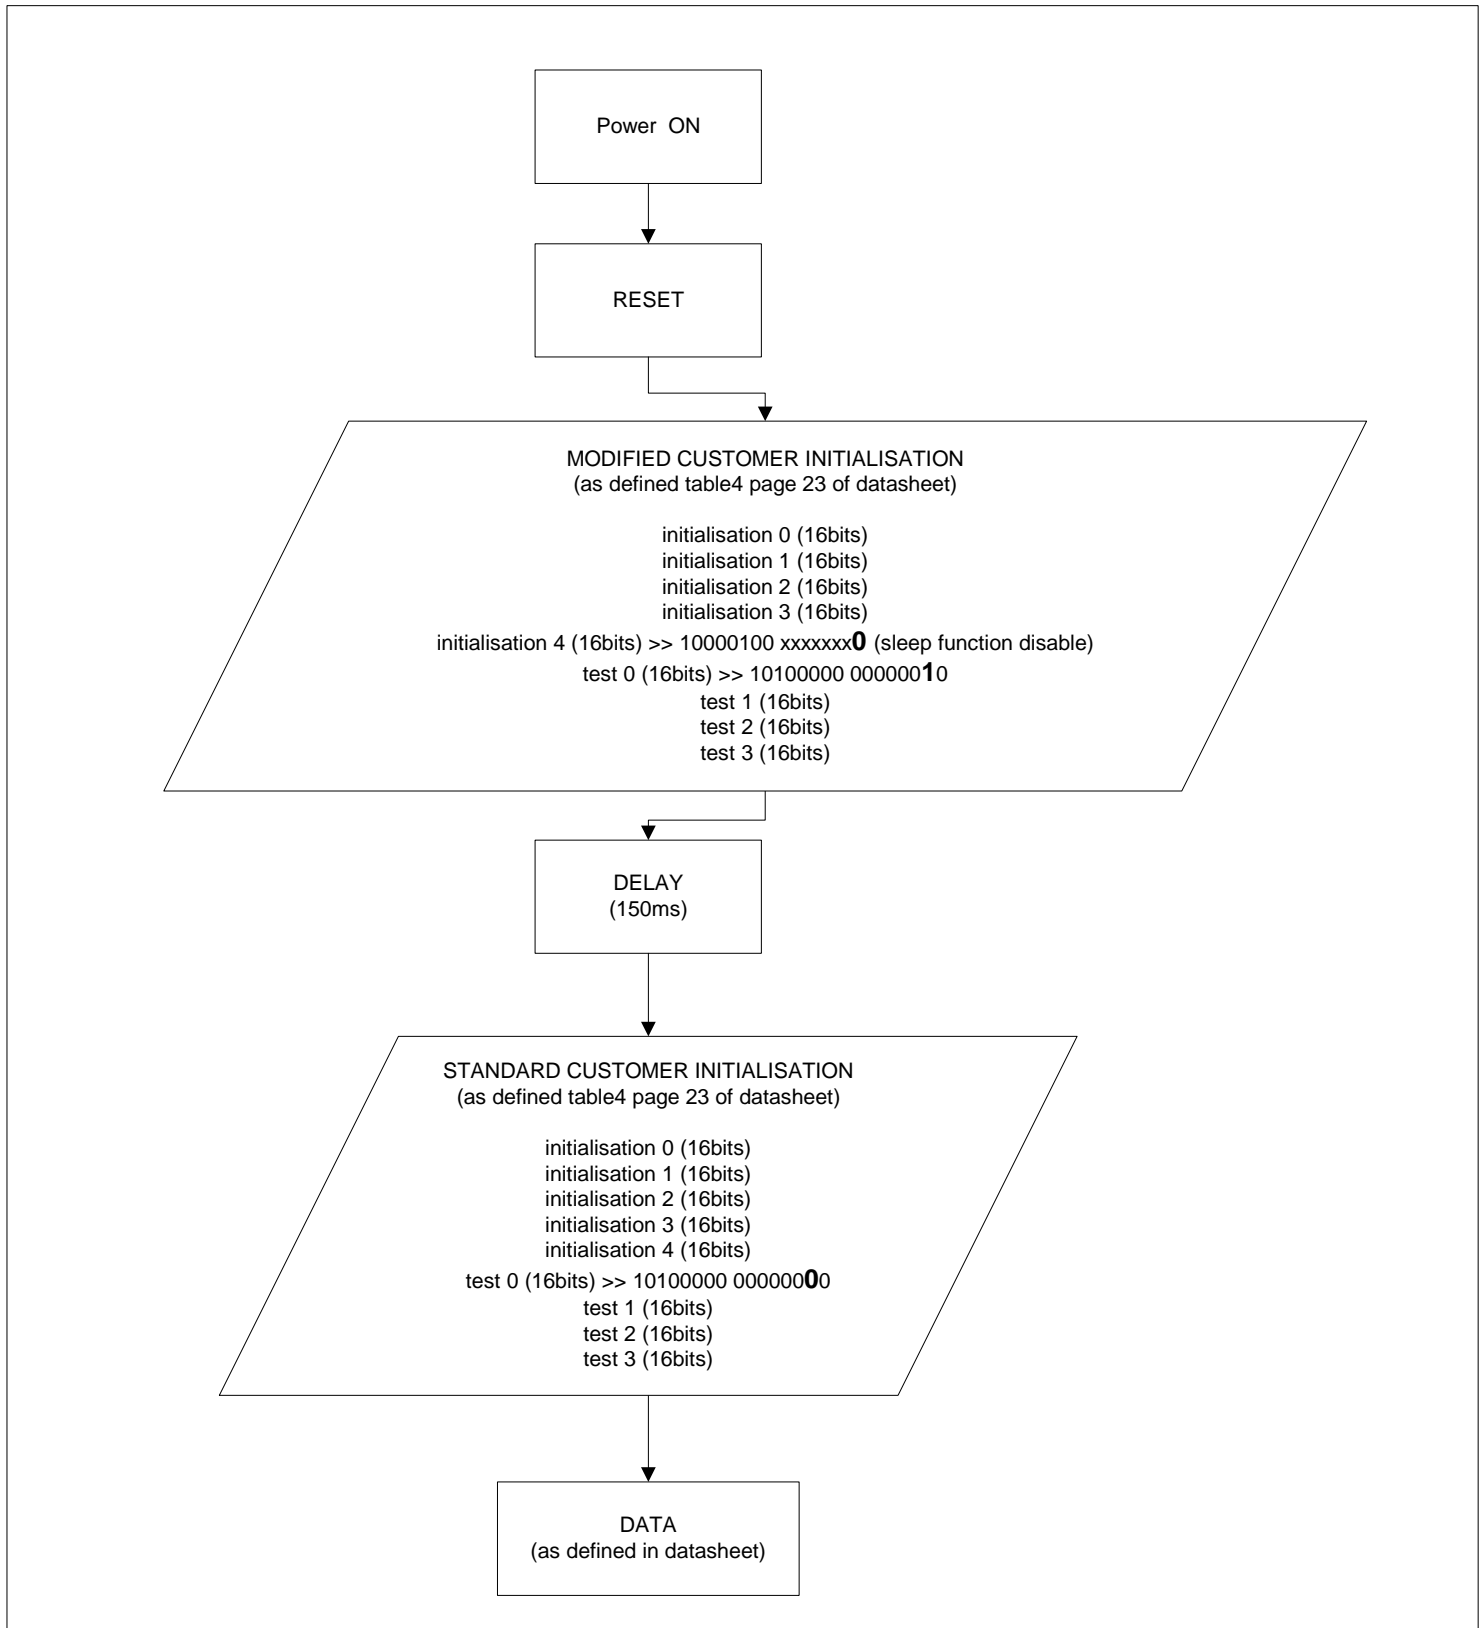 Power ON
RESET
MODIFIED CUSTOMER INITIALISATION
(as defined table4 page 23 of datasheet)
initialisation 0 (16bits)
initialisation 1 (16bits)
initialisation 2 (16bits)
initialisation 3 (16bits)
initialisation 4 (16bits) >> 10000100 xxxxxxx0 (sleep function disable)
test 0 (16bits) >> 10100000 00000010
test 1 (16bits)
test 2 (16bits)
test 3 (16bits)
DELAY
(150ms)
STANDARD CUSTOMER INITIALISATION
(as defined table4 page 23 of datasheet)
initialisation 0 (16bits)
initialisation 1 (16bits)
initialisation 2 (16bits)
initialisation 3 (16bits)
initialisation 4 (16bits)
test 0 (16bits) >> 10100000 00000000
test 1 (16bits)
test 2 (16bits)
test 3 (16bits)
DATA
(as defined in datasheet)